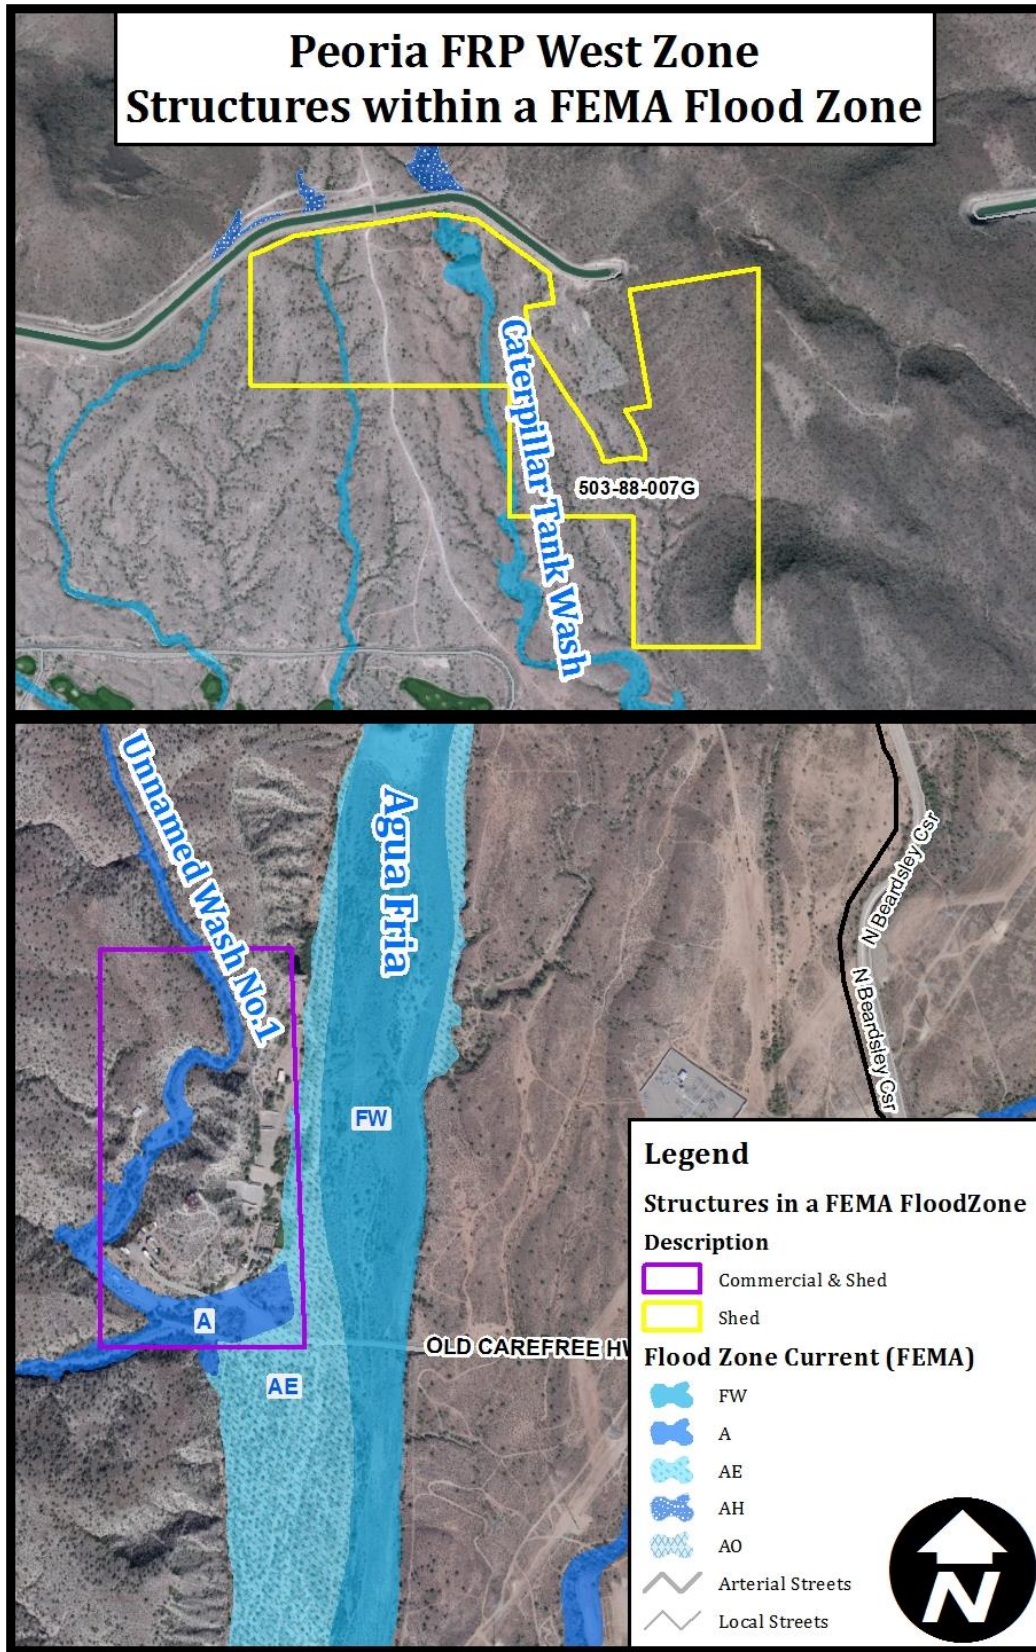 Peoria FRP West Zone
Structures within a FEMA Flood Zone
Caterpillar Tank Wash
503-88-007G
Unnamed Wash No.1
Agua Fria
N Beardsley Csr
N Beardsley Csr
FW
A
AE
OLD CAREFREE HW
Legend
Structures in a FEMA FloodZone
Description
Commercial & Shed
Shed
Flood Zone Current (FEMA)
FW
A
AE
AH
AO
Arterial Streets
Local Streets
N